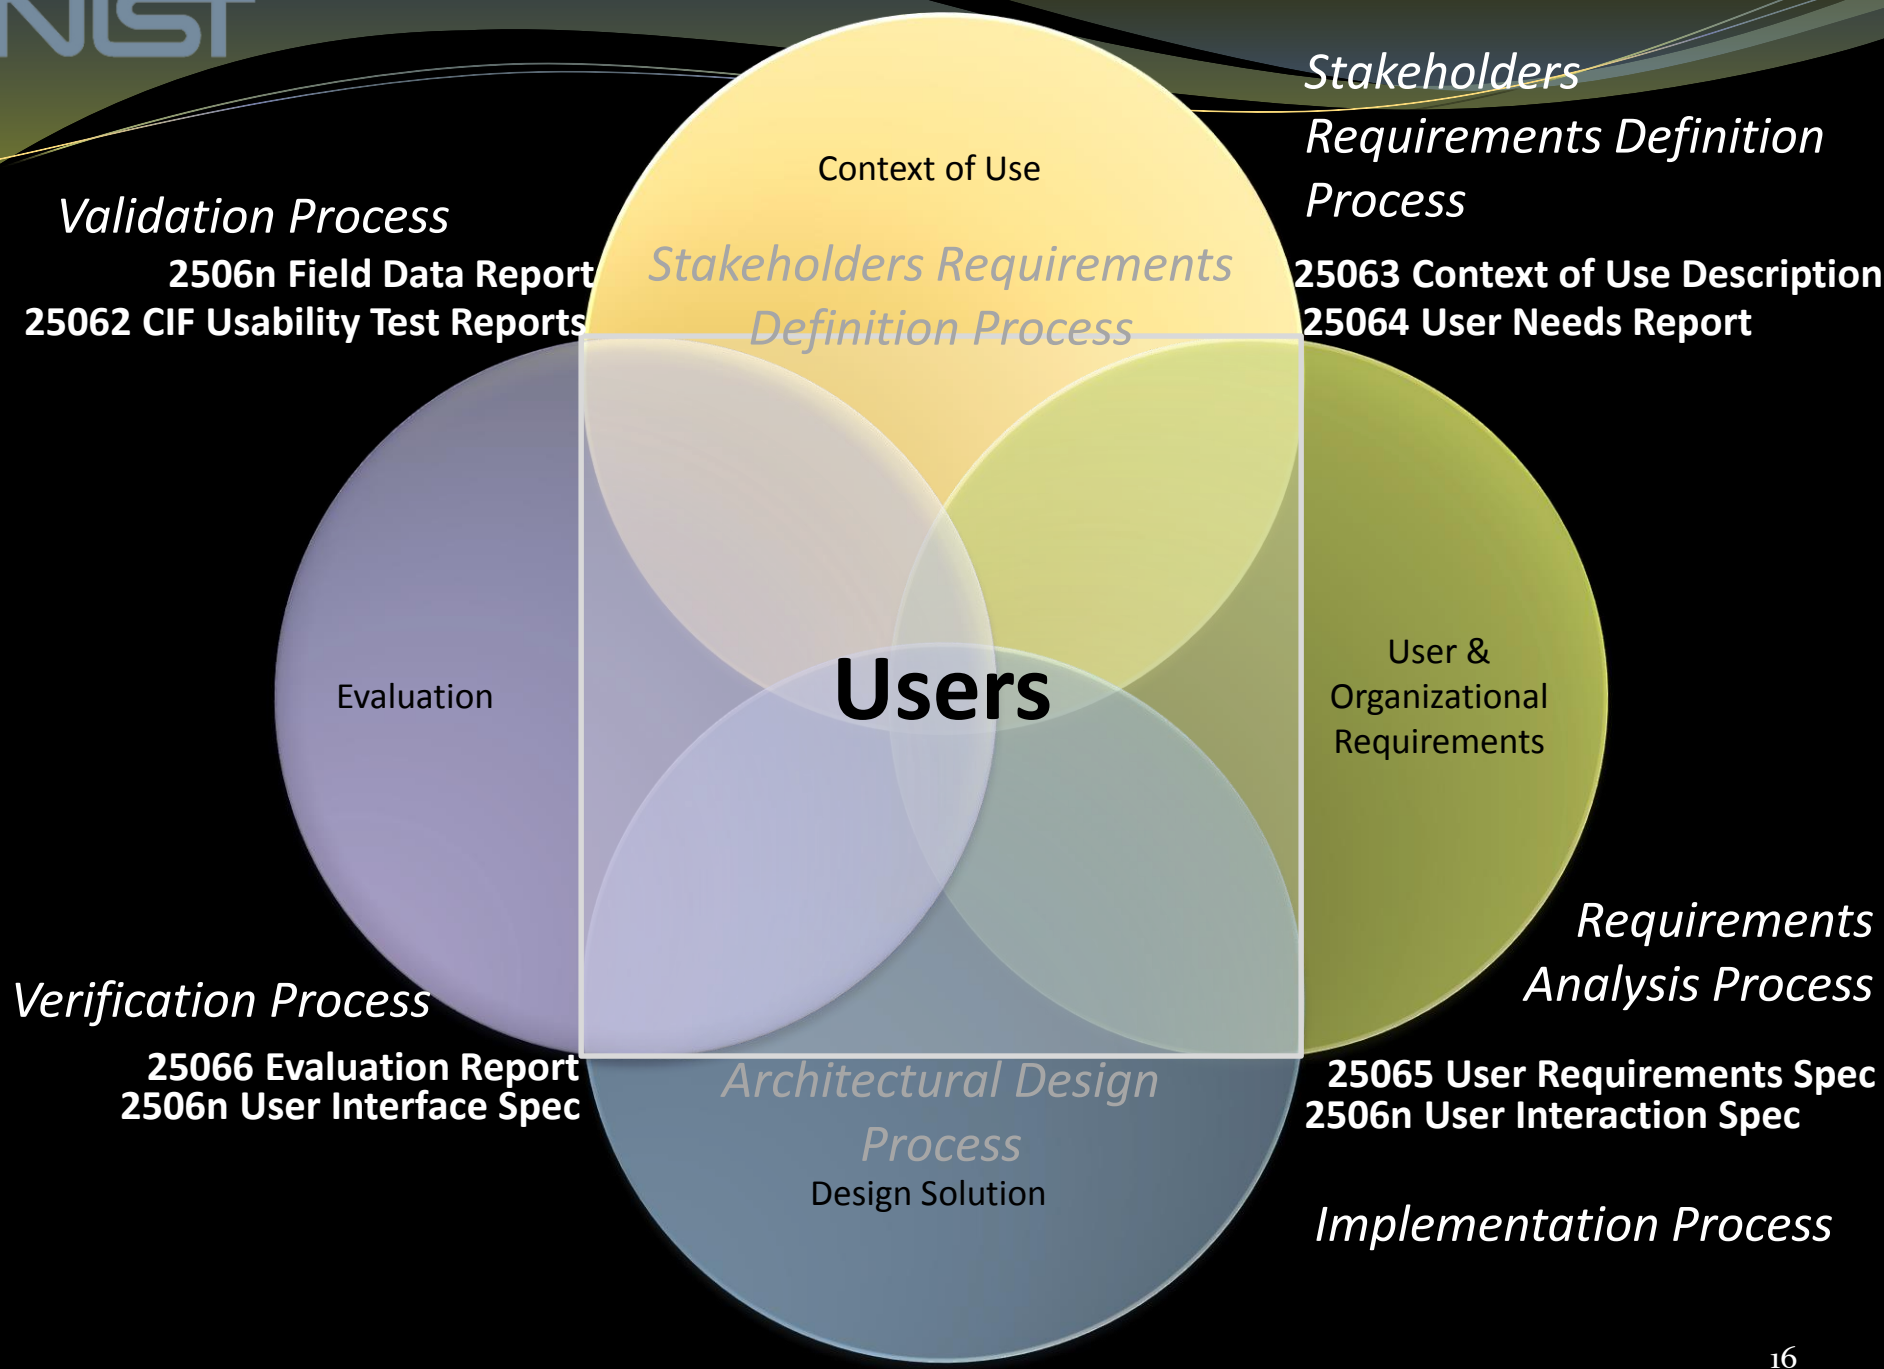 NIST
Stakeholders
Requirements Definition
Process
Context of Use
Validation Process
2506n Field Data Report
25062 CIF Usability Test Reports
Stakeholders Requirements
Definition Process
25063 Context of Use Description
25064 User Needs Report
Evaluation
Users
User &
Organizational
Requirements
Requirements
Analysis Process
Verification Process
25066 Evaluation Report
2506n User Interface Spec
Architectural Design
Process
Design Solution
25065 User Requirements Spec
2506n User Interaction Spec
Implementation Process
16